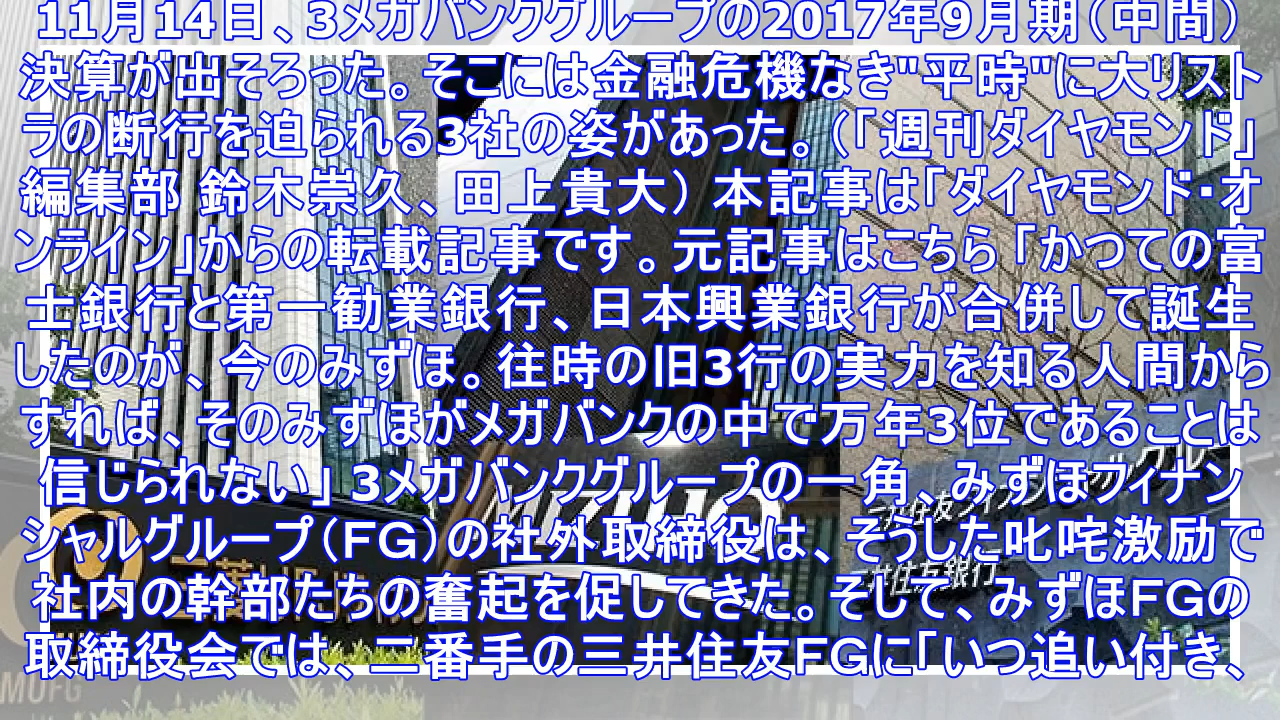 11月14日、3メガバンクグループの2017年9月期（中間）
決算が出そろった。そこには金融危機なき"平時"に大リスト
ラの断行を迫られる3社の姿があった。（「週刊ダイヤモンド」
編集部 鈴木崇久、田上貴大） 本記事は「ダイヤモンド・オ
ンライン」からの転載記事です。元記事はこちら 「かつての富
士銀行と第一勧業銀行、日本興業銀行が合併して誕生
したのが、今のみずほ。往時の旧3行の実力を知る人間から
すれば、そのみずほがメガバンクの中で万年3位であることは
信じられない」 3メガバンクグループの一角、みずほフィナン
シャルグループ（ＦＧ）の社外取締役は、そうした叱咤激励で
社内の幹部たちの奮起を促してきた。そして、みずほＦＧの
取締役会では、二番手の三井住友ＦＧに「いつ追い付き、
MIZUHO
三井住友銀行
MUFG